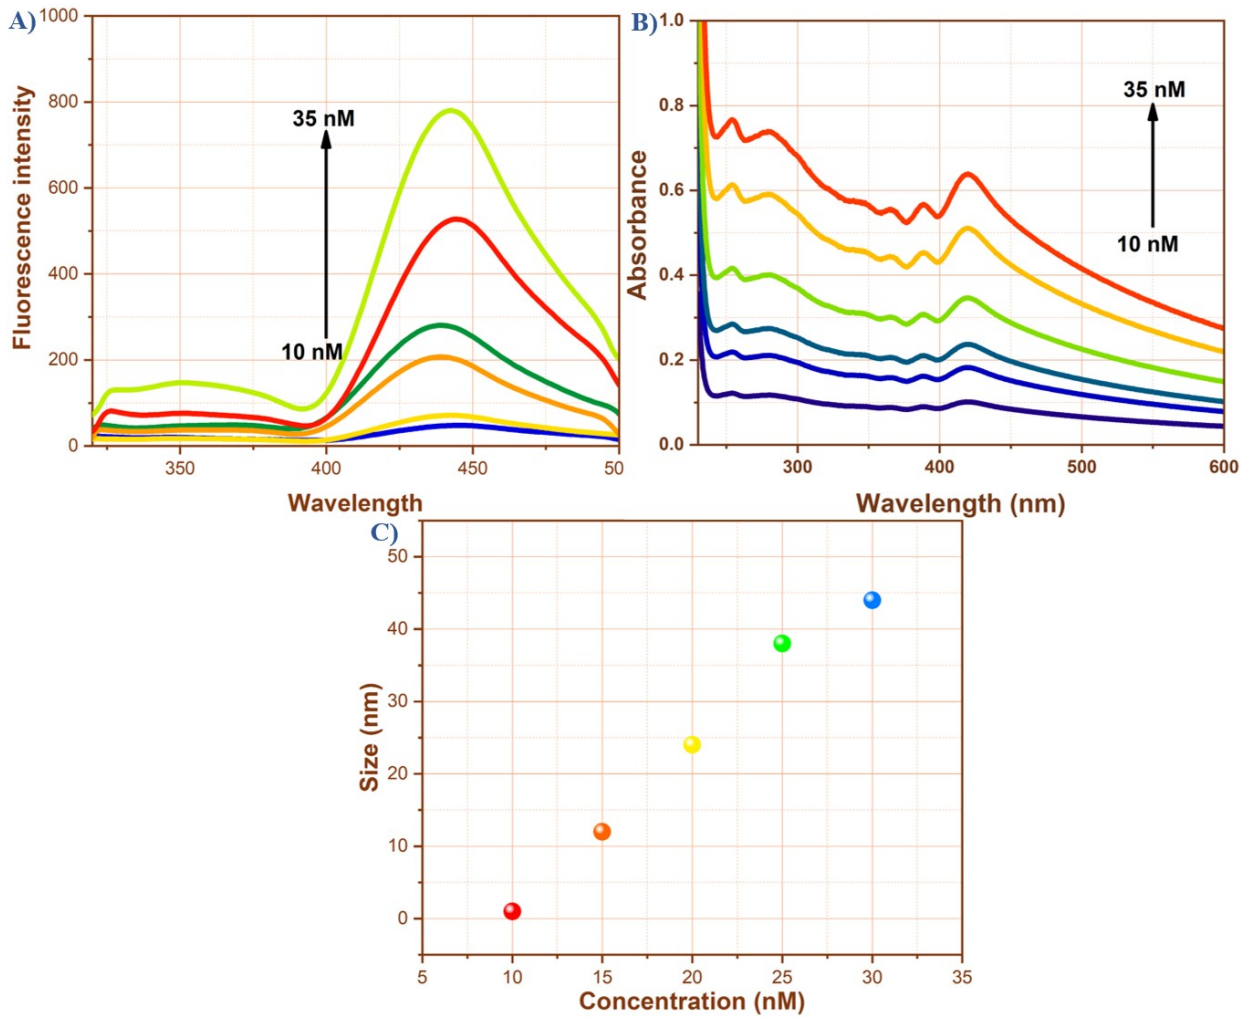 A)
1000
800
600
400
200
0
Fluorescence intensity
35 nM
10 nM
350
400
450
50
Wavelength
B)
1.0
0.8
0.6
0.4
0.2
0.0
Absorbance
35 nM
10 nM
300
400
500
600
Wavelength (nm)
C)
50
40
30
20
10
0
Size (nm)
5
10
15
20
25
30
35
Concentration (nM)